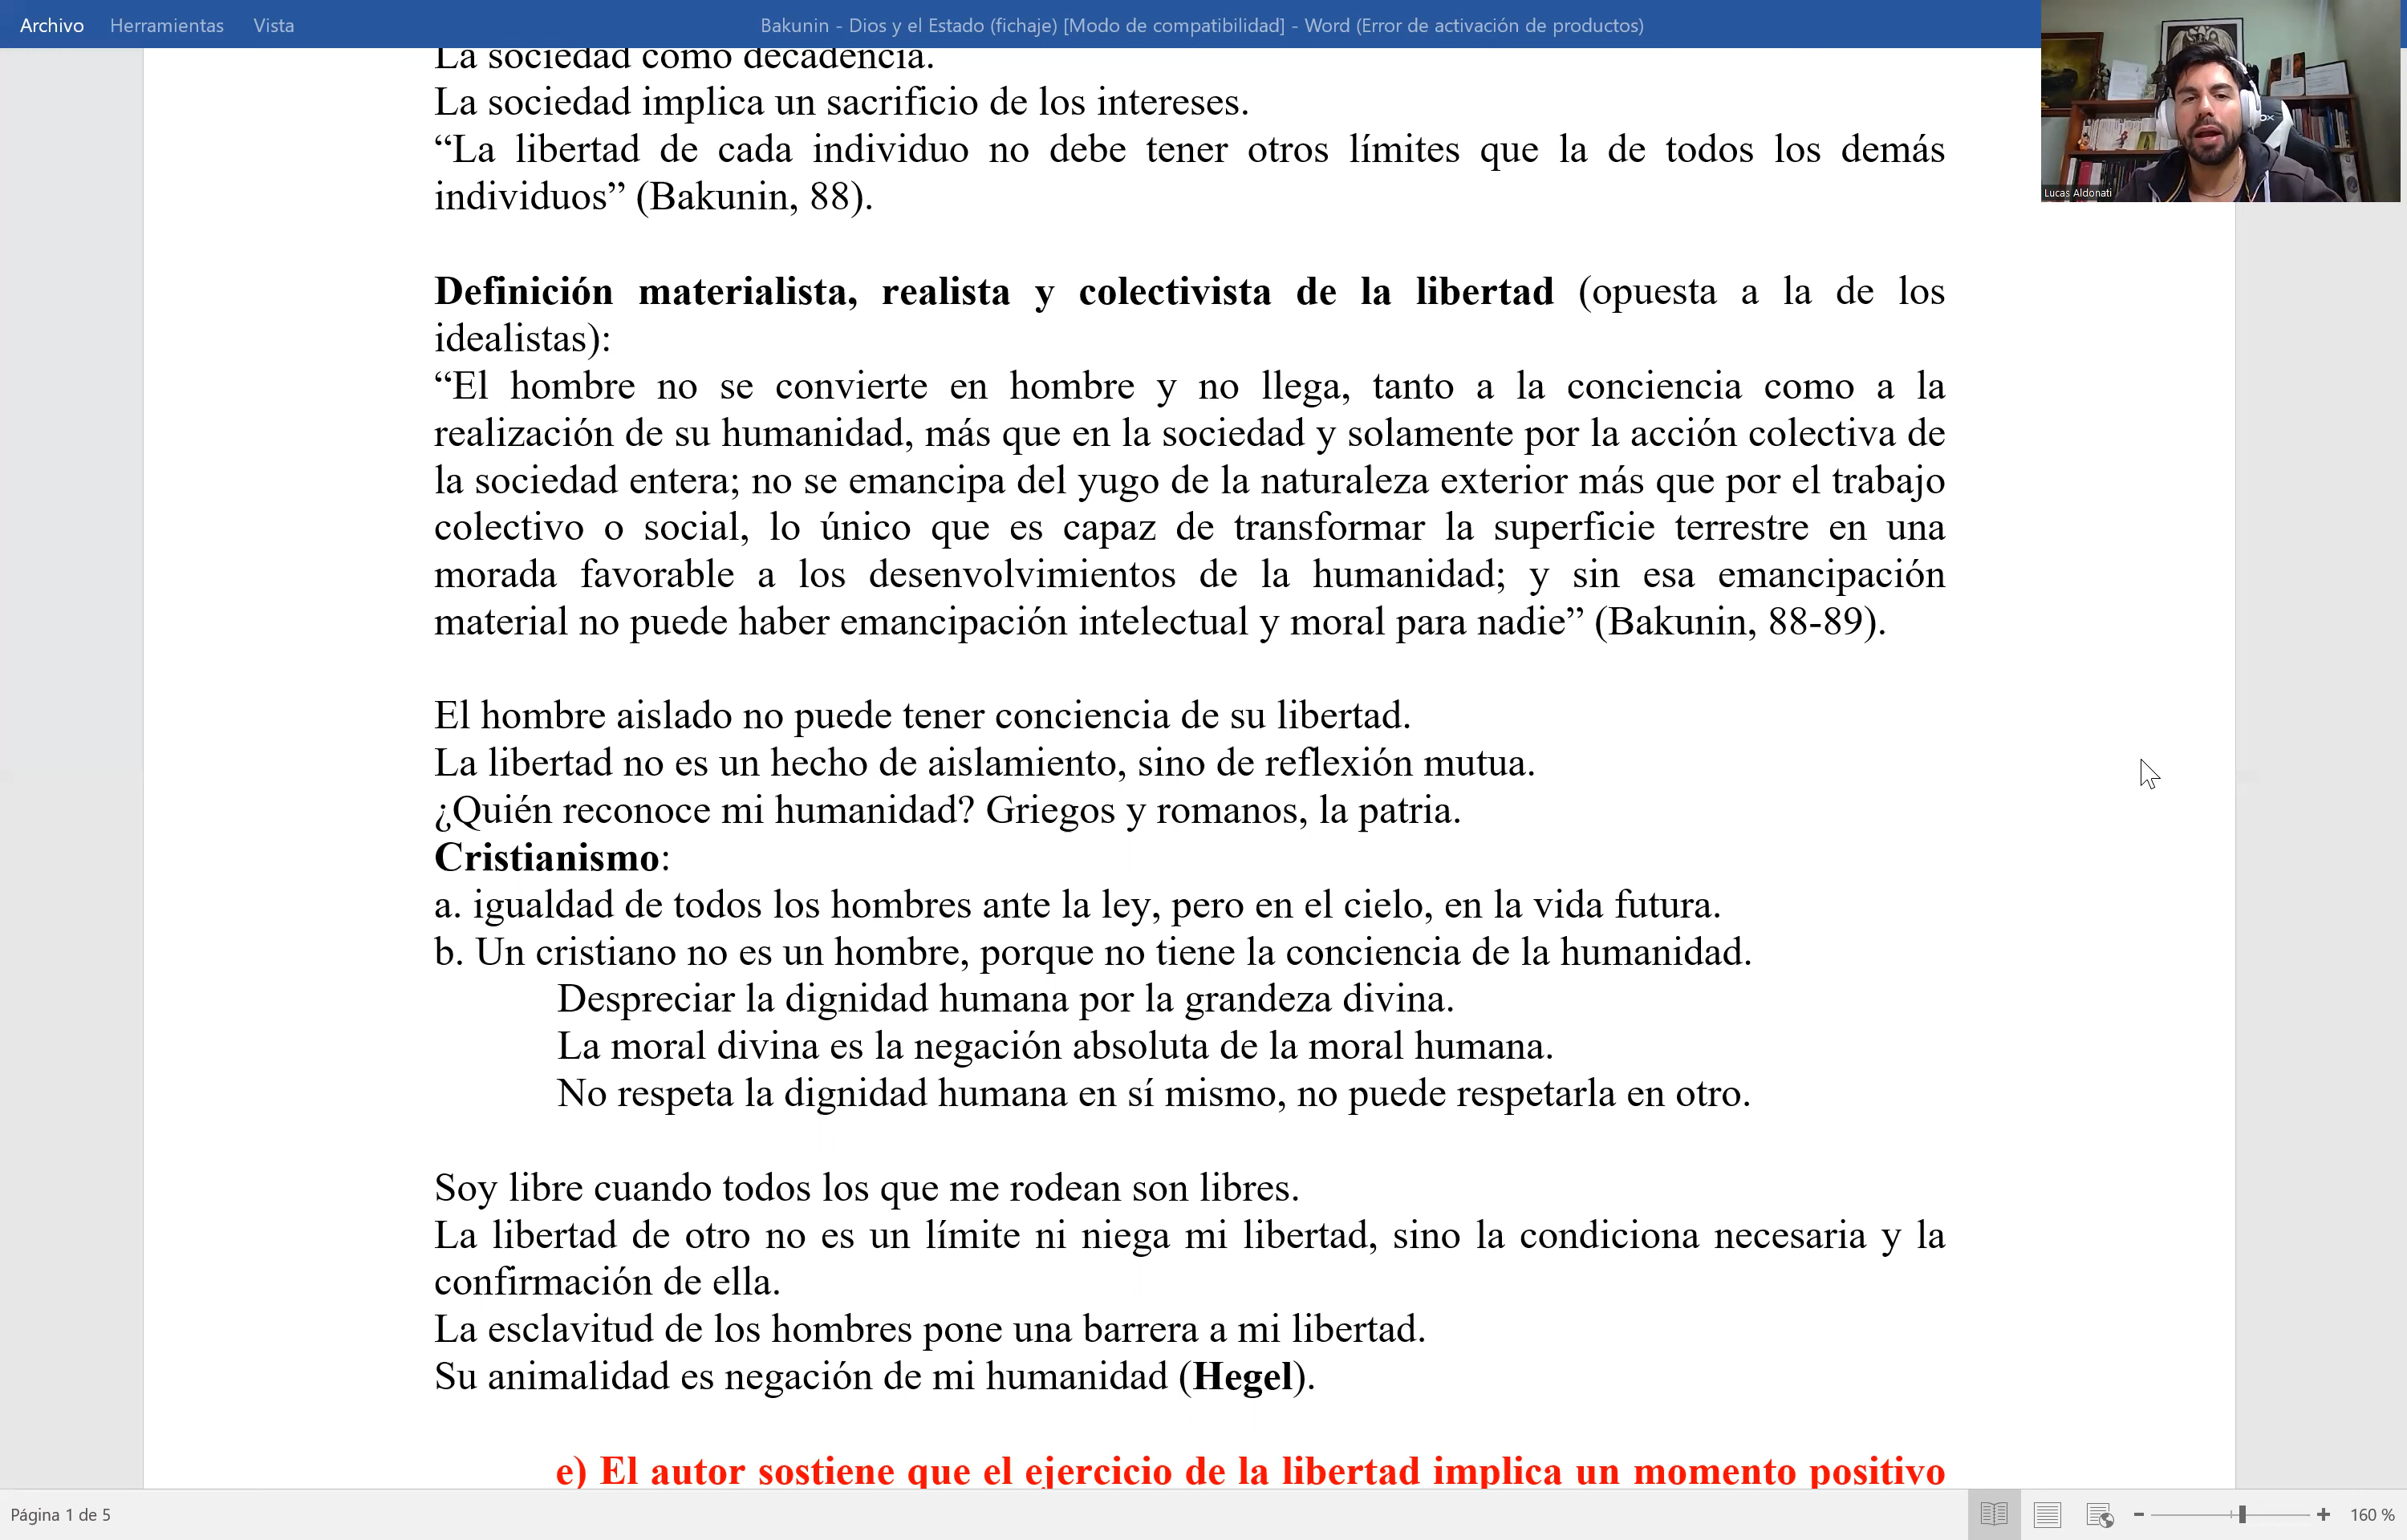 Archivo Herramientas Vista Bakunin - Dios y el Estado (fichaje) [Modo de compatibilidad] - Word (Error de activación de productos)
La sociedad como decadencia.
La sociedad implica un sacrificio de los intereses.
“La libertad de cada individuo no debe tener otros límites que la de todos los demás
individuos” (Bakunin, 88).
Lucas Aldonati
Definición materialista, realista y colectivista de la libertad (opuesta a la de los
idealistas):
“El hombre no se convierte en hombre y no llega, tanto a la conciencia como a la
realización de su humanidad, más que en la sociedad y solamente por la acción colectiva de
la sociedad entera; no se emancipa del yugo de la naturaleza exterior más que por el trabajo
colectivo o social, lo único que es capaz de transformar la superficie terrestre en una
morada favorable a los desenvolvimientos de la humanidad; y sin esa emancipación
material no puede haber emancipación intelectual y moral para nadie” (Bakunin, 88-89).
El hombre aislado no puede tener conciencia de su libertad.
La libertad no es un hecho de aislamiento, sino de reflexión mutua.
¿Quién reconoce mi humanidad? Griegos y romanos, la patria.
Cristianismo:
a. igualdad de todos los hombres ante la ley, pero en el cielo, en la vida futura.
b. Un cristiano no es un hombre, porque no tiene la conciencia de la humanidad.
Despreciar la dignidad humana por la grandeza divina.
La moral divina es la negación absoluta de la moral humana.
No respeta la dignidad humana en sí mismo, no puede respetarla en otro.
Soy libre cuando todos los que me rodean son libres.
La libertad de otro no es un límite ni niega mi libertad, sino la condiciona necesaria y la
confirmación de ella.
La esclavitud de los hombres pone una barrera a mi libertad.
Su animalidad es negación de mi humanidad (Hegel).
e) El autor sostiene que el ejercicio de la libertad implica un momento positivo
Página 1 de 5 160 %